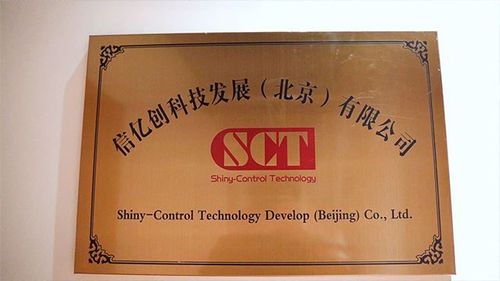 信亿创科技发展（北京）有限公司
SCT
Shiny-Control Technology
Shiny-Control Technology Develop (Beijing) Co., Ltd.